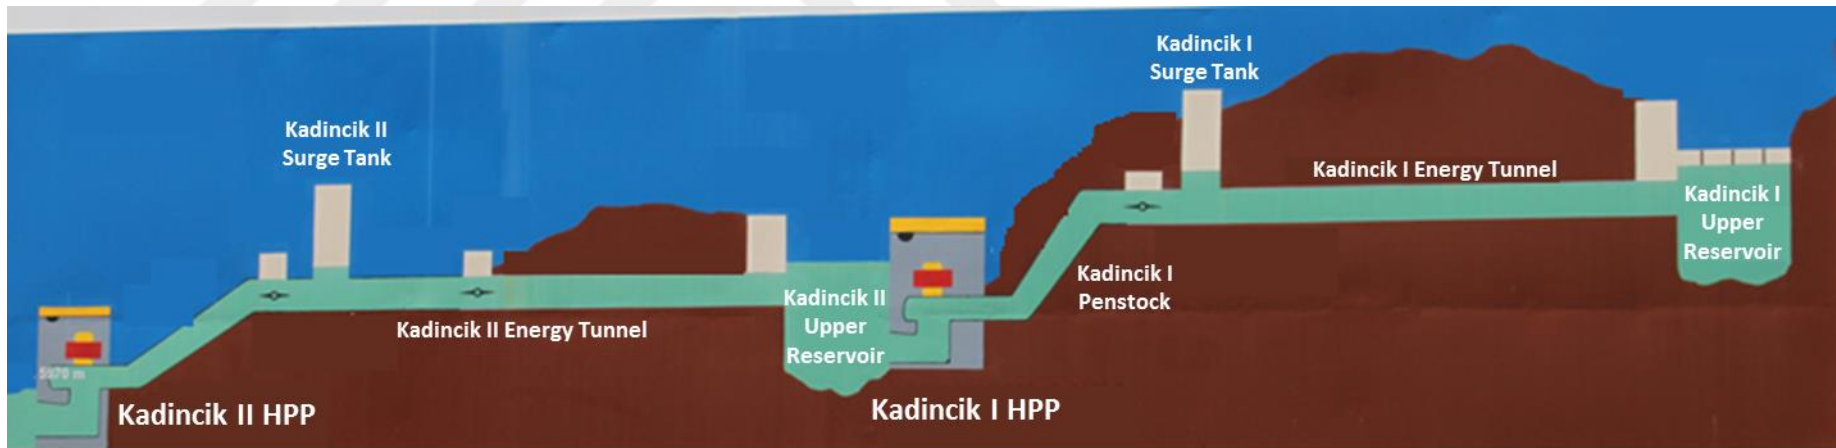 Kadincik I
Surge Tank
Kadincik II
Surge Tank
Kadincik I Energy Tunnel
Kadincik I
Upper
Reservoir
Kadincik I
Penstock
Kadincik II
Upper
Reservoir
Kadincik II Energy Tunnel
5970 m
Kadincik II HPP
Kadincik I HPP